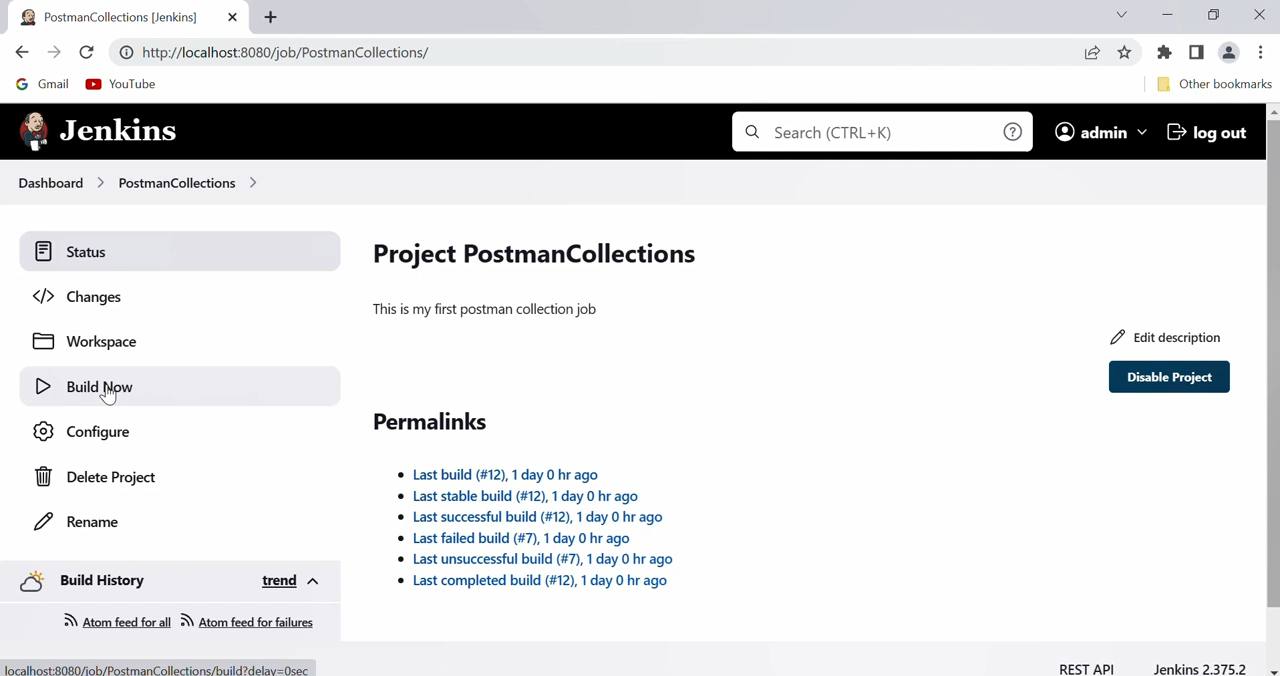 PostmanCollections [Jenkins]
http://localhost:8080/job/PostmanCollections/
Gmail YouTube Other bookmarks
Jenkins Search (CTRL+K) admin log out
Dashboard PostmanCollections
Status
Changes
Workspace
Build Now
Configure
Delete Project
Rename
Build History trend
Atom feed for all Atom feed for failures
Project PostmanCollections
This is my first postman collection job
Edit description
Disable Project
Permalinks
Last build (#12), 1 day 0 hr ago
Last stable build (#12), 1 day 0 hr ago
Last successful build (#12), 1 day 0 hr ago
Last failed build (#7), 1 day 0 hr ago
Last unsuccessful build (#7), 1 day 0 hr ago
Last completed build (#12), 1 day 0 hr ago
localhost:8080/job/PostmanCollections/build?delay=0sec
REST API Jenkins 2.375.2